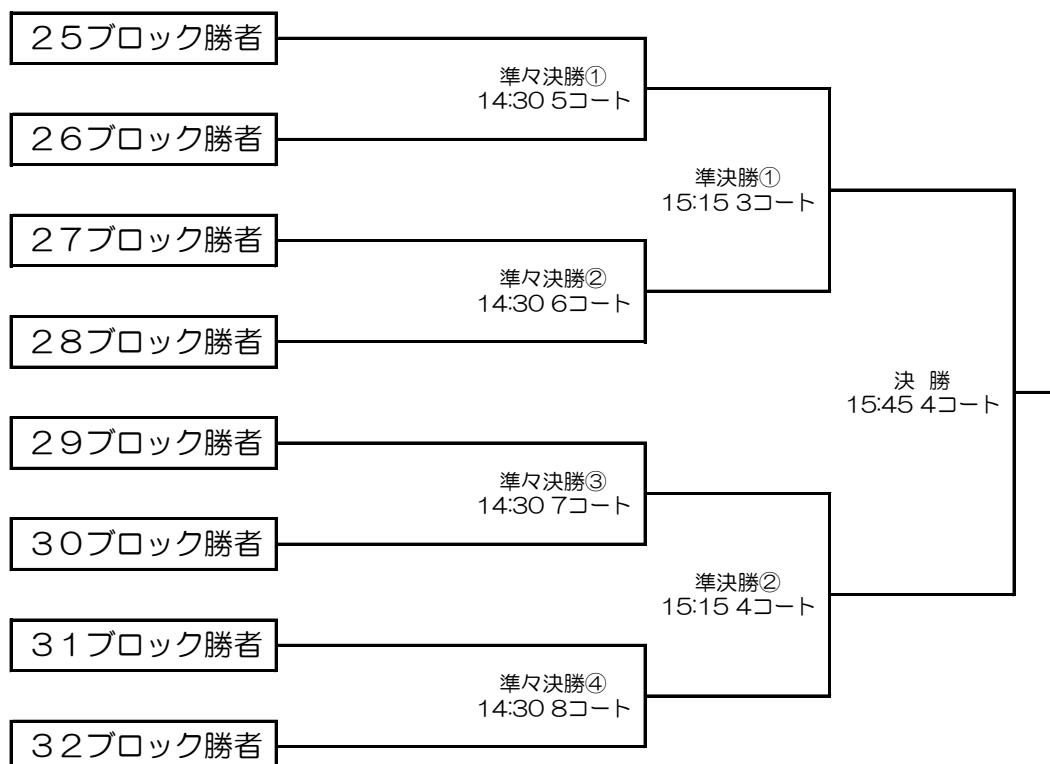 ２５ブロック勝者
準々決勝①
14:30 5コート
２６ブロック勝者
準決勝①
15:15 3コート
２７ブロック勝者
準々決勝②
14:30 6コート
２８ブロック勝者
決 勝
15:45 4コート
２９ブロック勝者
準々決勝③
14:30 7コート
３０ブロック勝者
準決勝②
15:15 4コート
３１ブロック勝者
準々決勝④
14:30 8コート
３２ブロック勝者